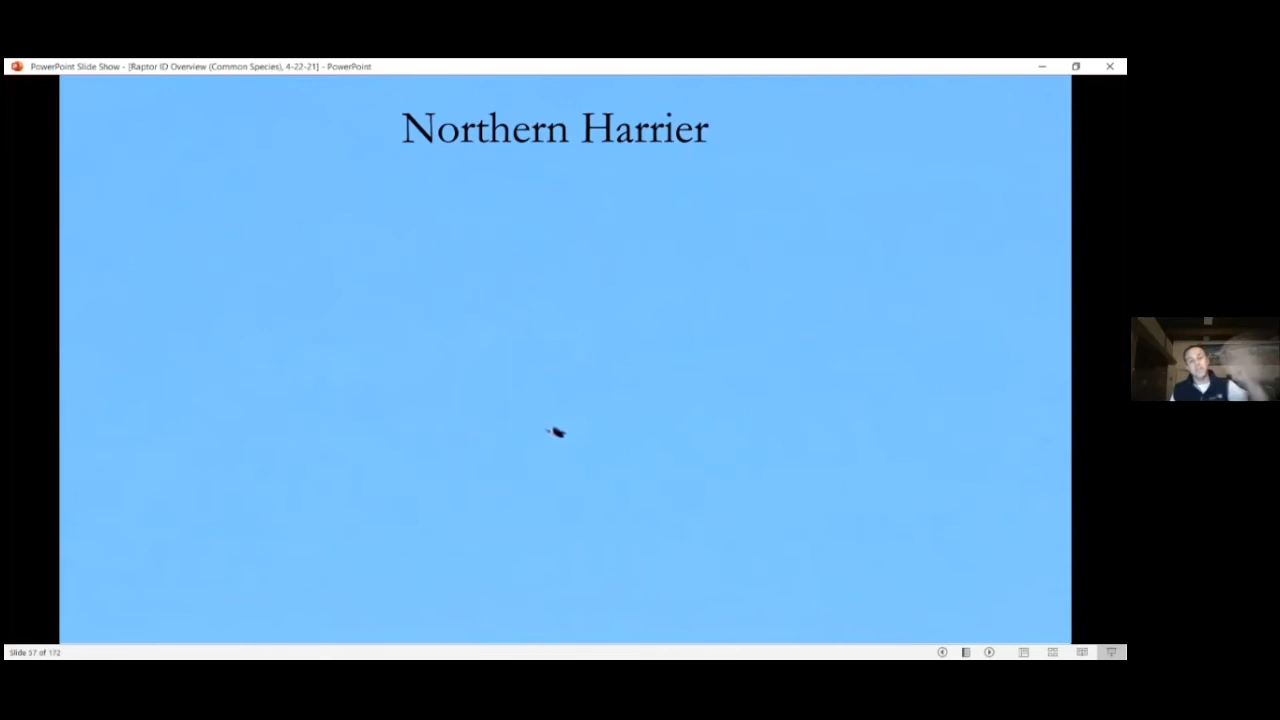 PowerPoint Slide Show - [Raptor ID Overview (Common Species), 4-22-21] - PowerPoint
Northern Harrier
Slide 37 of 172